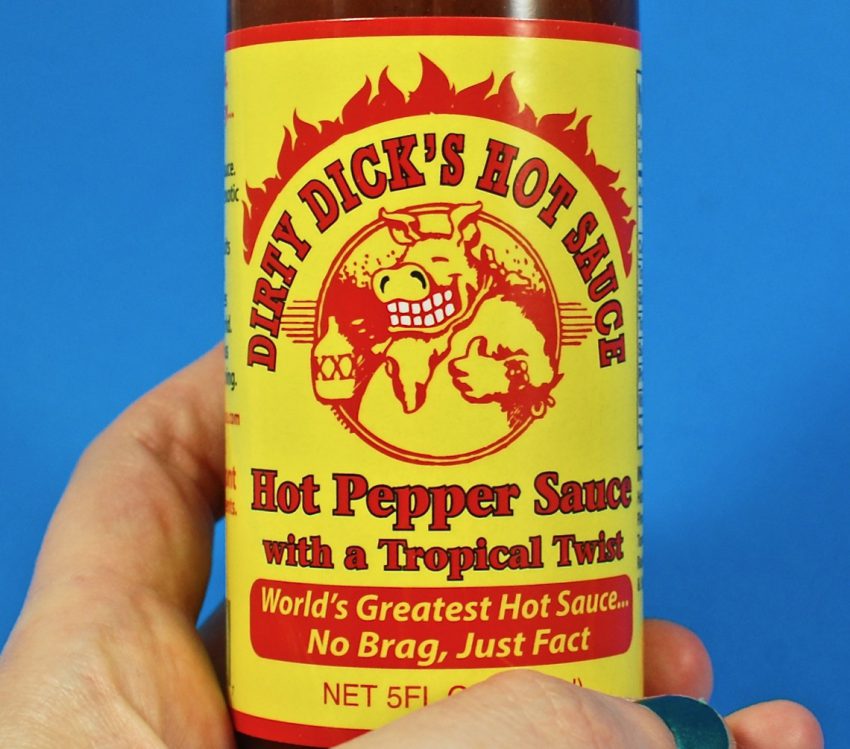 DIRTY DICK'S HOT SAUCE
XXX
Hot Pepper Sauce
with a Tropical Twist
World's Greatest Hot Sauce...
No Brag, Just Fact
NET 5FL